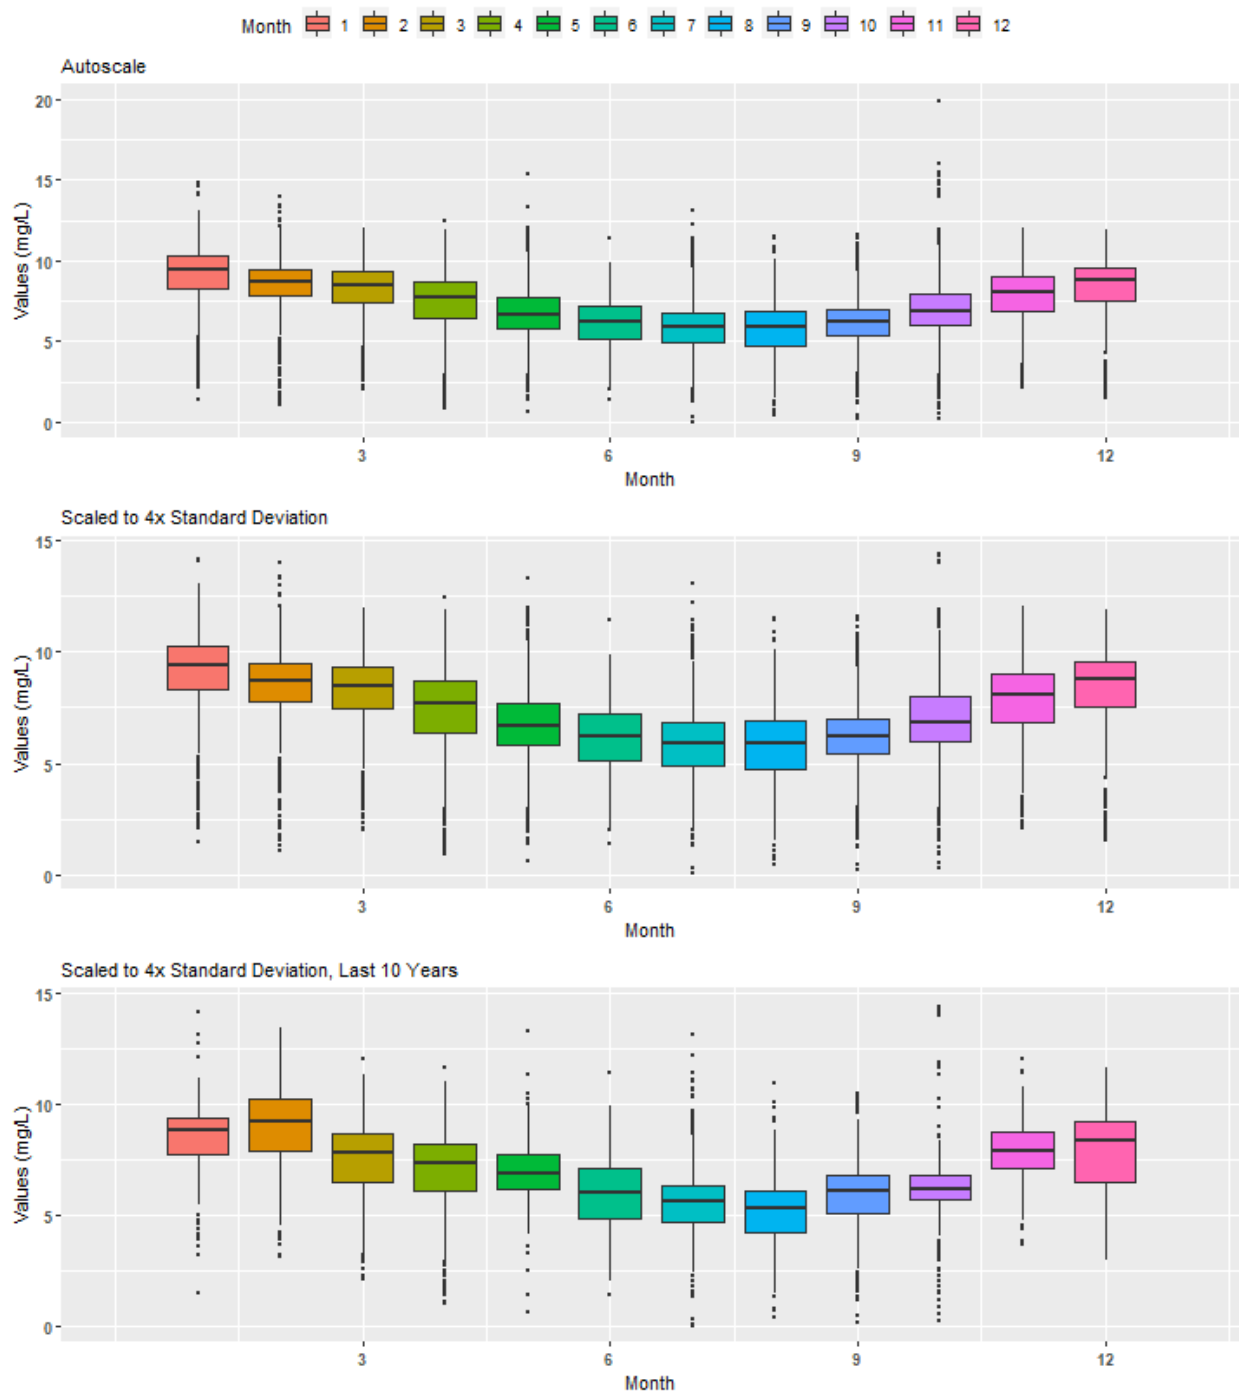 Month 1 2 3 4 5 6 7 8 9 10 11 12
Autoscale
Values (mg/L)
20
15
10
5
0
3 6 9 12
Month
Scaled to 4x Standard Deviation
Values (mg/L)
15
10
5
0
3 6 9 12
Month
Scaled to 4x Standard Deviation, Last 10 Years
Values (mg/L)
15
10
5
0
3 6 9 12
Month